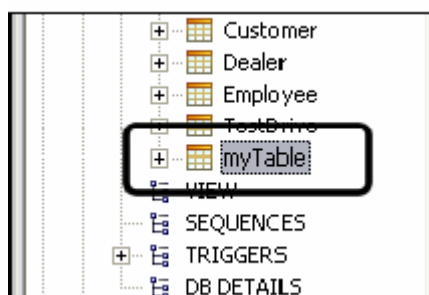 Customer
Dealer
Employee
TestDrive
myTable
VIEW
SEQUENCES
TRIGGERS
DB DETAILS